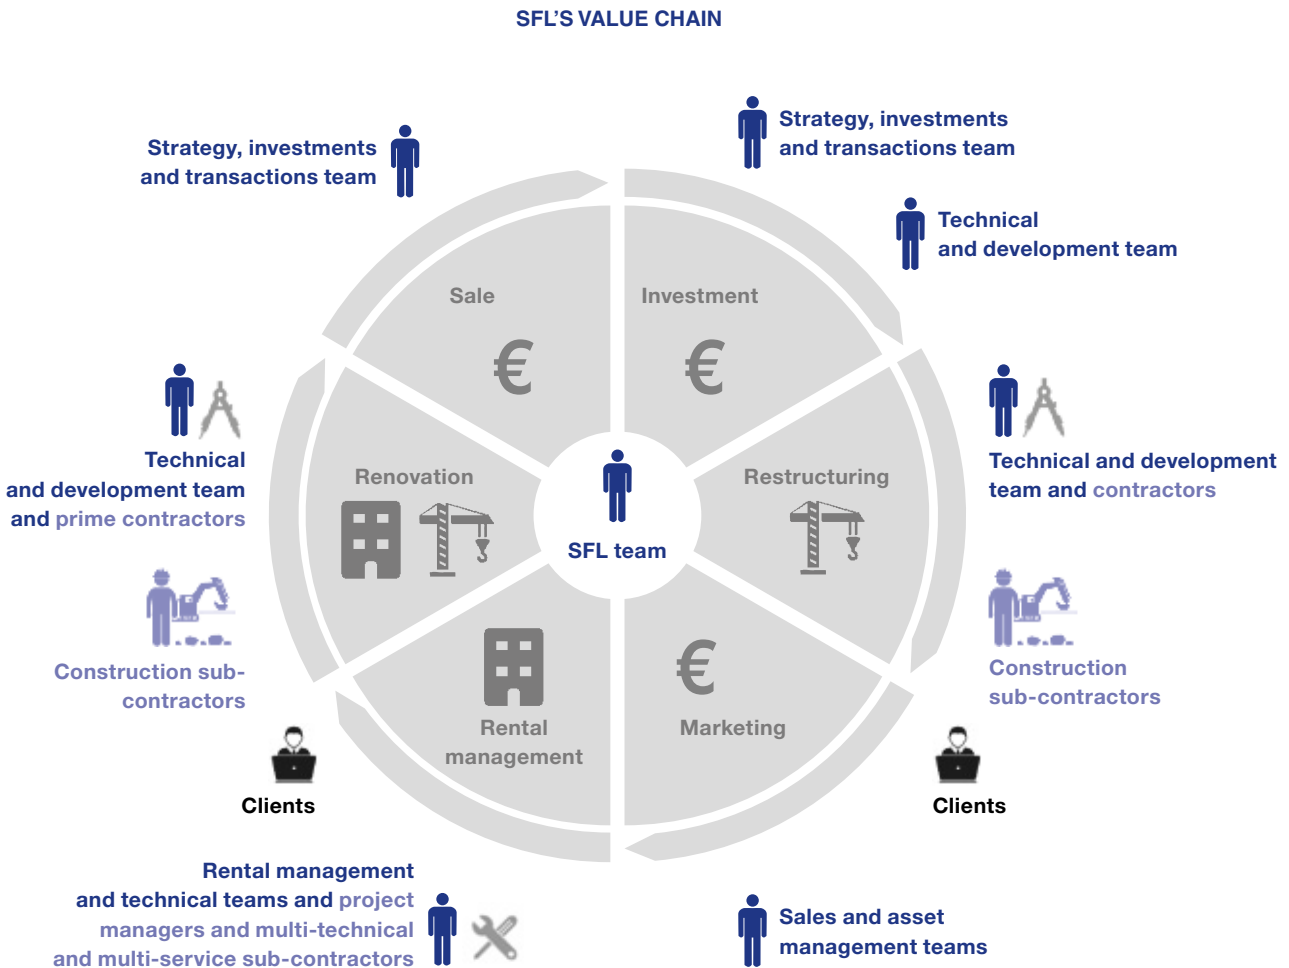 SFL'S VALUE CHAIN
Strategy, investments
and transactions team
Strategy, investments
and transactions team
Technical
and development team
Sale
Investment
€
€
Technical
and development team
and prime contractors
Renovation
Restructuring
Technical and development
team and contractors
SFL team
Construction sub-
contractors
Construction
sub-contractors
€
Rental
management
Marketing
Clients
Clients
Rental management
and technical teams and project
managers and multi-technical
and multi-service sub-contractors
Sales and asset
management teams